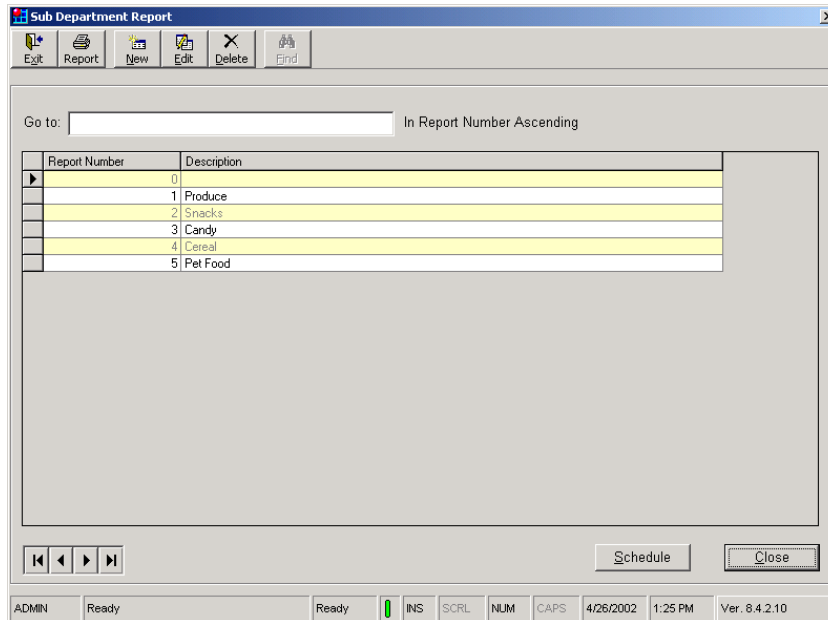 Sub Department Report
Exit Report New Edit Delete Find
Go to: In Report Number Ascending
Report Number Description
0
1 Produce
2 Snacks
3 Candy
4 Cereal
5 Pet Food
Schedule Close
ADMIN Ready Ready INS SCRL NUM CAPS 4/26/2002 1:25 PM Ver. 8.4.2.10